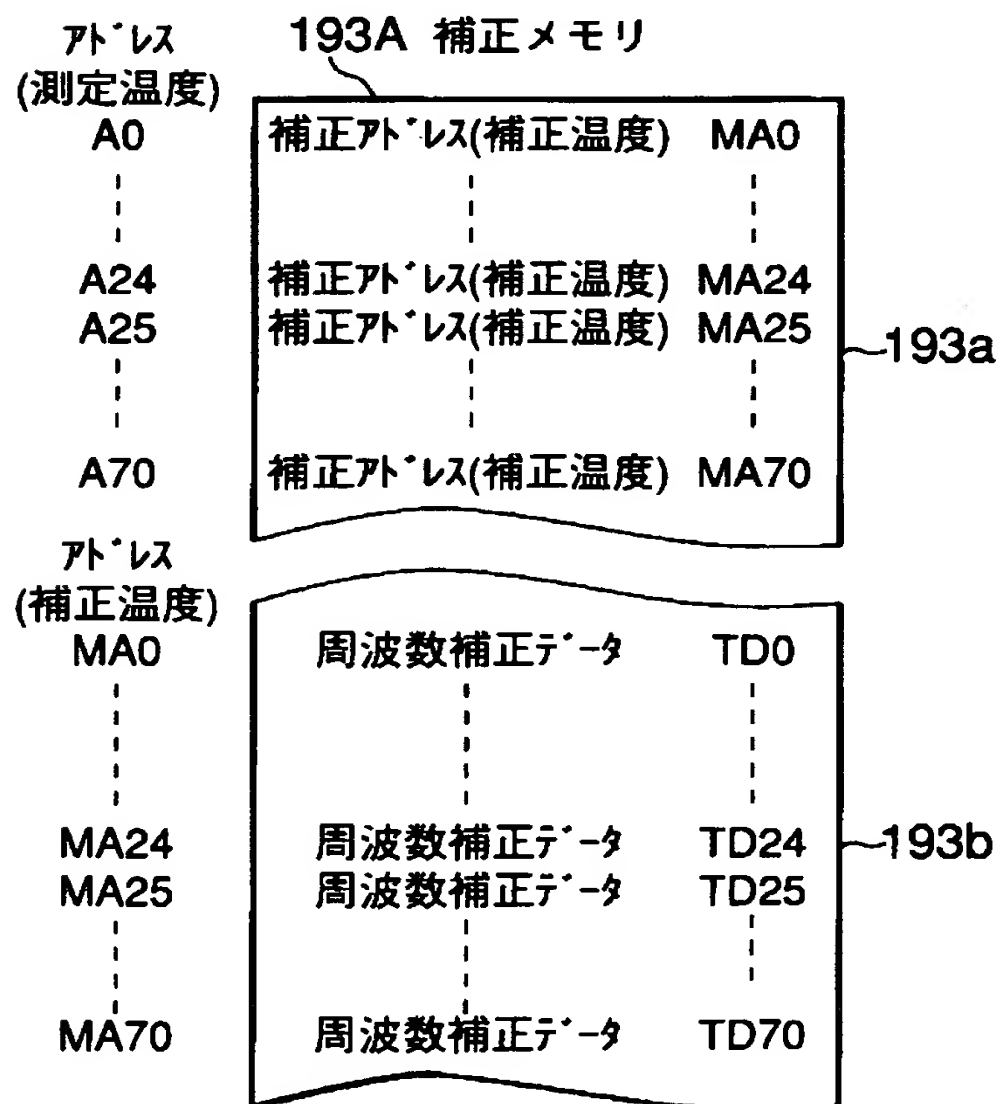 193A 補正メモリ
アドレス
(測定温度)
A0 補正アドレス(補正温度) MA0
A24 補正アドレス(補正温度) MA24
A25 補正アドレス(補正温度) MA25
193a
A70 補正アドレス(補正温度) MA70
アドレス
(補正温度)
MA0 周波数補正データ TD0
MA24 周波数補正データ TD24
193b
MA25 周波数補正データ TD25
MA70 周波数補正データ TD70